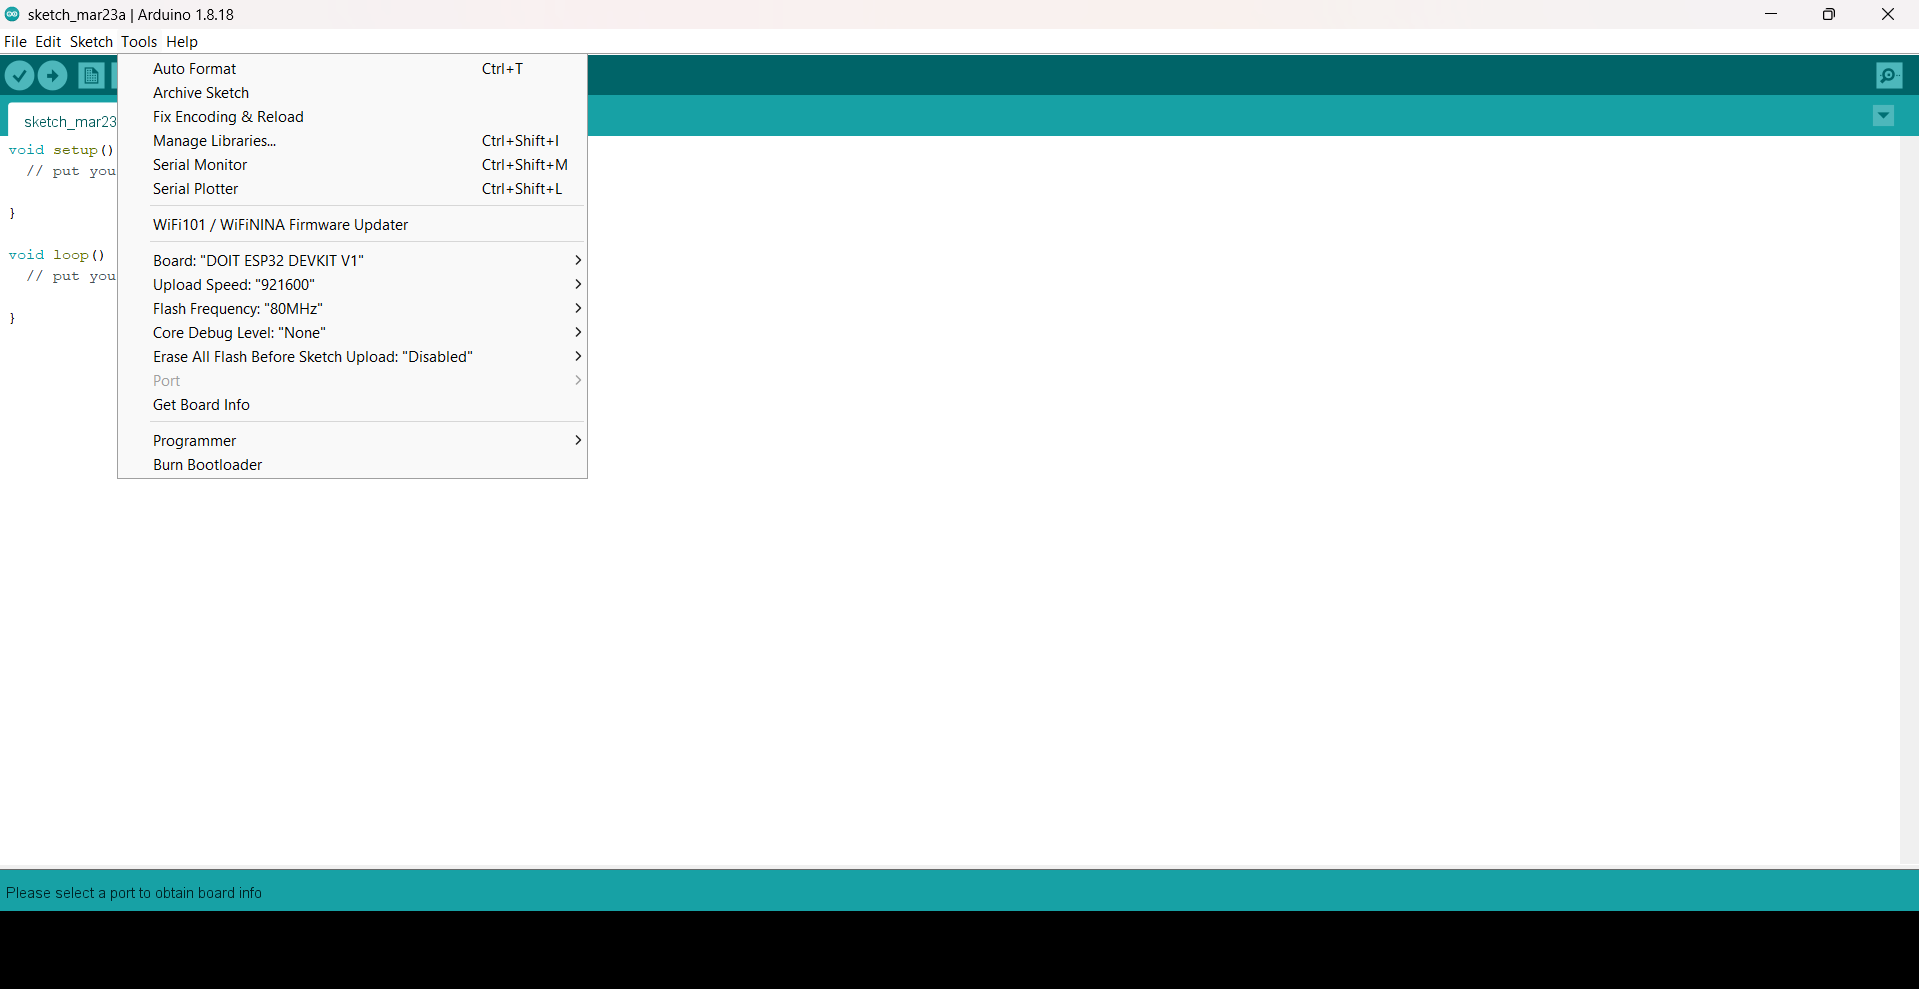 sketch_mar23a | Arduino 1.8.18
File Edit Sketch Tools Help
sketch_mar23
void setup()
// put you
}
void loop()
// put you
}
Auto Format Ctrl+T
Archive Sketch
Fix Encoding & Reload
Manage Libraries... Ctrl+Shift+I
Serial Monitor Ctrl+Shift+M
Serial Plotter Ctrl+Shift+L
WiFi101 / WiFiNINA Firmware Updater
Board: "DOIT ESP32 DEVKIT V1"
Upload Speed: "921600"
Flash Frequency: "80MHz"
Core Debug Level: "None"
Erase All Flash Before Sketch Upload: "Disabled"
Port
Get Board Info
Programmer
Burn Bootloader
Please select a port to obtain board info